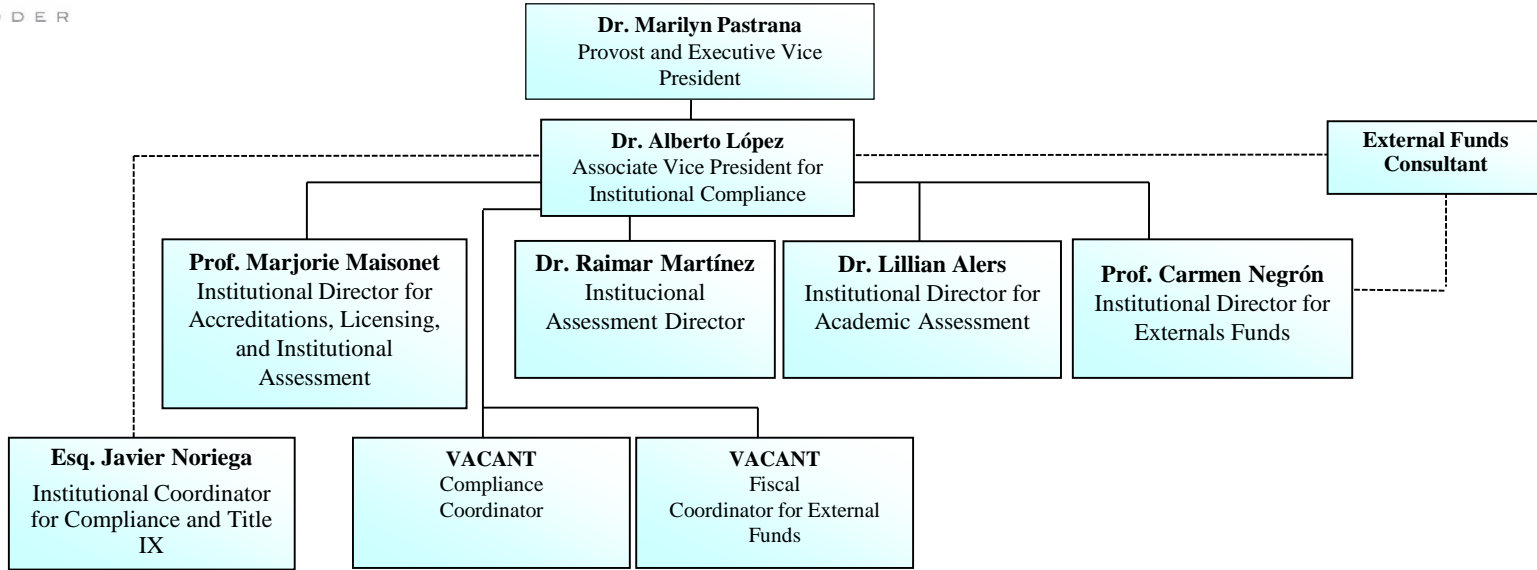 D E R
Dr. Marilyn Pastrana
Provost and Executive Vice
President
Dr. Alberto López
Associate Vice President for
Institutional Compliance
External Funds
Consultant
Prof. Marjorie Maisonet
Institutional Director for
Accreditations, Licensing,
and Institutional
Assessment
Dr. Raimar Martínez
Institucional
Assessment Director
Dr. Lillian Alers
Institutional Director for
Academic Assessment
Prof. Carmen Negrón
Institutional Director for
Externals Funds
Esq. Javier Noriega
Institutional Coordinator
for Compliance and Title
IX
VACANT
Compliance
Coordinator
VACANT
Fiscal
Coordinator for External
Funds